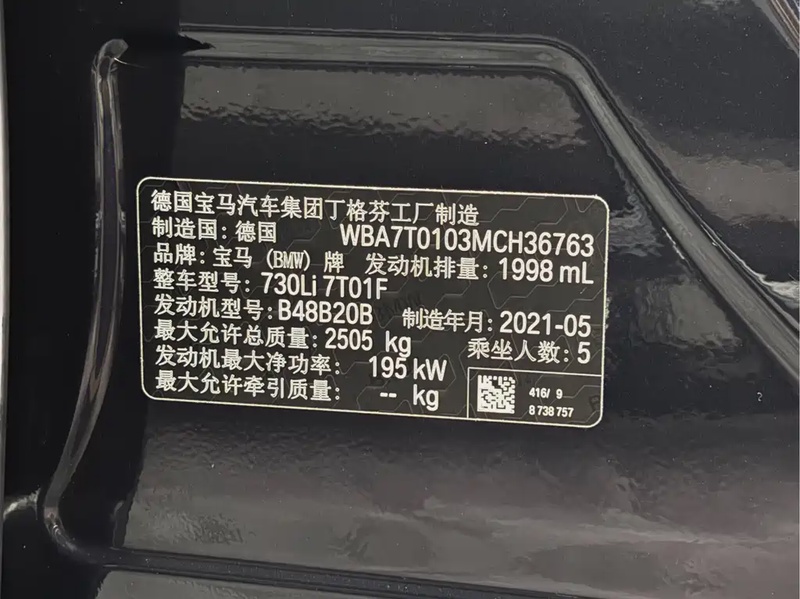 德国宝马汽车集团丁格芬工厂制造
制造国: 德国 WBA7T0103MCH36763
品牌: 宝马 (BMW) 牌 发动机排量: 1998 mL
整车型号: 730Li 7T01F
发动机型号: B48B20B 制造年月: 2021-05
最大允许总质量: 2505 kg 乘坐人数: 5
发动机最大净功率: 195 kW
最大允许牵引质量: -- kg
416/ 9
8 738 757